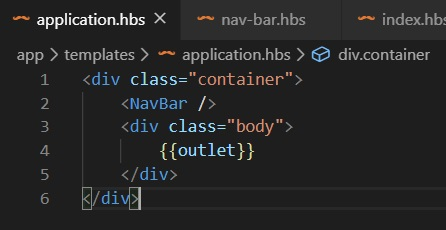 application.hbs × nav-bar.hbs index.hb
app > templates > application.hbs > div.container
1 <div class="container">
2 <NavBar />
3 <div class="body">
4 {{outlet}}
5 </div>
6 </div>